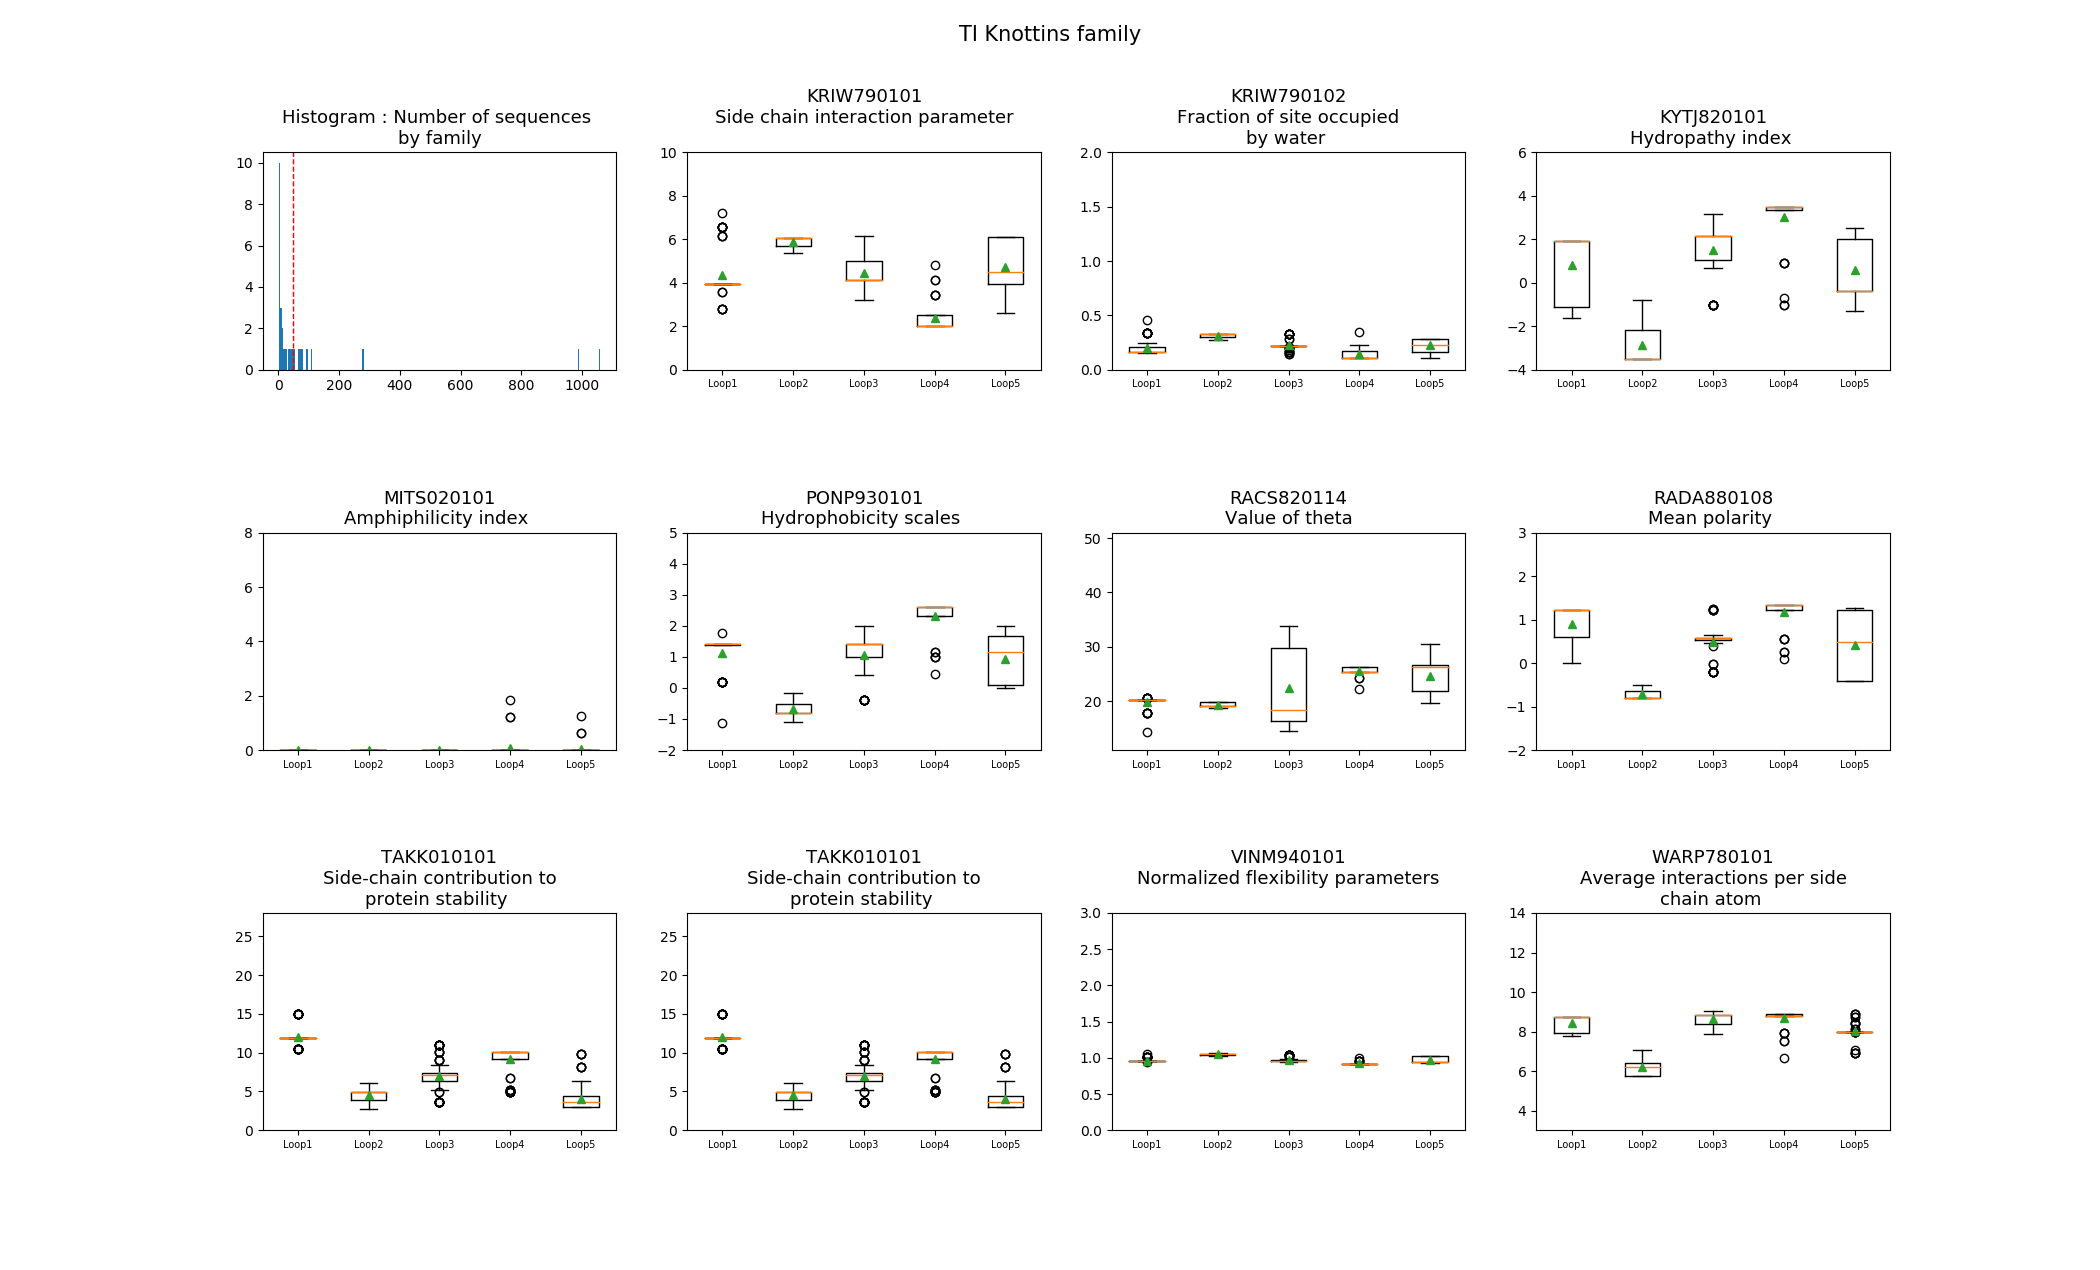 TI Knottins family
Histogram : Number of sequences
by family
10
8
6
4
2
0
0 200 400 600 800 1000
KRIW790101
Side chain interaction parameter
10
8
6
4
2
0
Loop1 Loop2 Loop3 Loop4 Loop5
KRIW790102
Fraction of site occupied
by water
2.0
1.5
1.0
0.5
0.0
Loop1 Loop2 Loop3 Loop4 Loop5
KYTJ820101
Hydropathy index
6
4
2
0
−2
−4
Loop1 Loop2 Loop3 Loop4 Loop5
MITS020101
Amphiphilicity index
8
6
4
2
0
Loop1 Loop2 Loop3 Loop4 Loop5
PONP930101
Hydrophobicity scales
5
4
3
2
1
0
−1
−2
Loop1 Loop2 Loop3 Loop4 Loop5
RACS820114
Value of theta
50
40
30
20
Loop1 Loop2 Loop3 Loop4 Loop5
RADA880108
Mean polarity
3
2
1
0
−1
−2
Loop1 Loop2 Loop3 Loop4 Loop5
TAKK010101
Side-chain contribution to
protein stability
25
20
15
10
5
0
Loop1 Loop2 Loop3 Loop4 Loop5
TAKK010101
Side-chain contribution to
protein stability
25
20
15
10
5
0
Loop1 Loop2 Loop3 Loop4 Loop5
VINM940101
Normalized flexibility parameters
3.0
2.5
2.0
1.5
1.0
0.5
0.0
Loop1 Loop2 Loop3 Loop4 Loop5
WARP780101
Average interactions per side
chain atom
14
12
10
8
6
4
Loop1 Loop2 Loop3 Loop4 Loop5